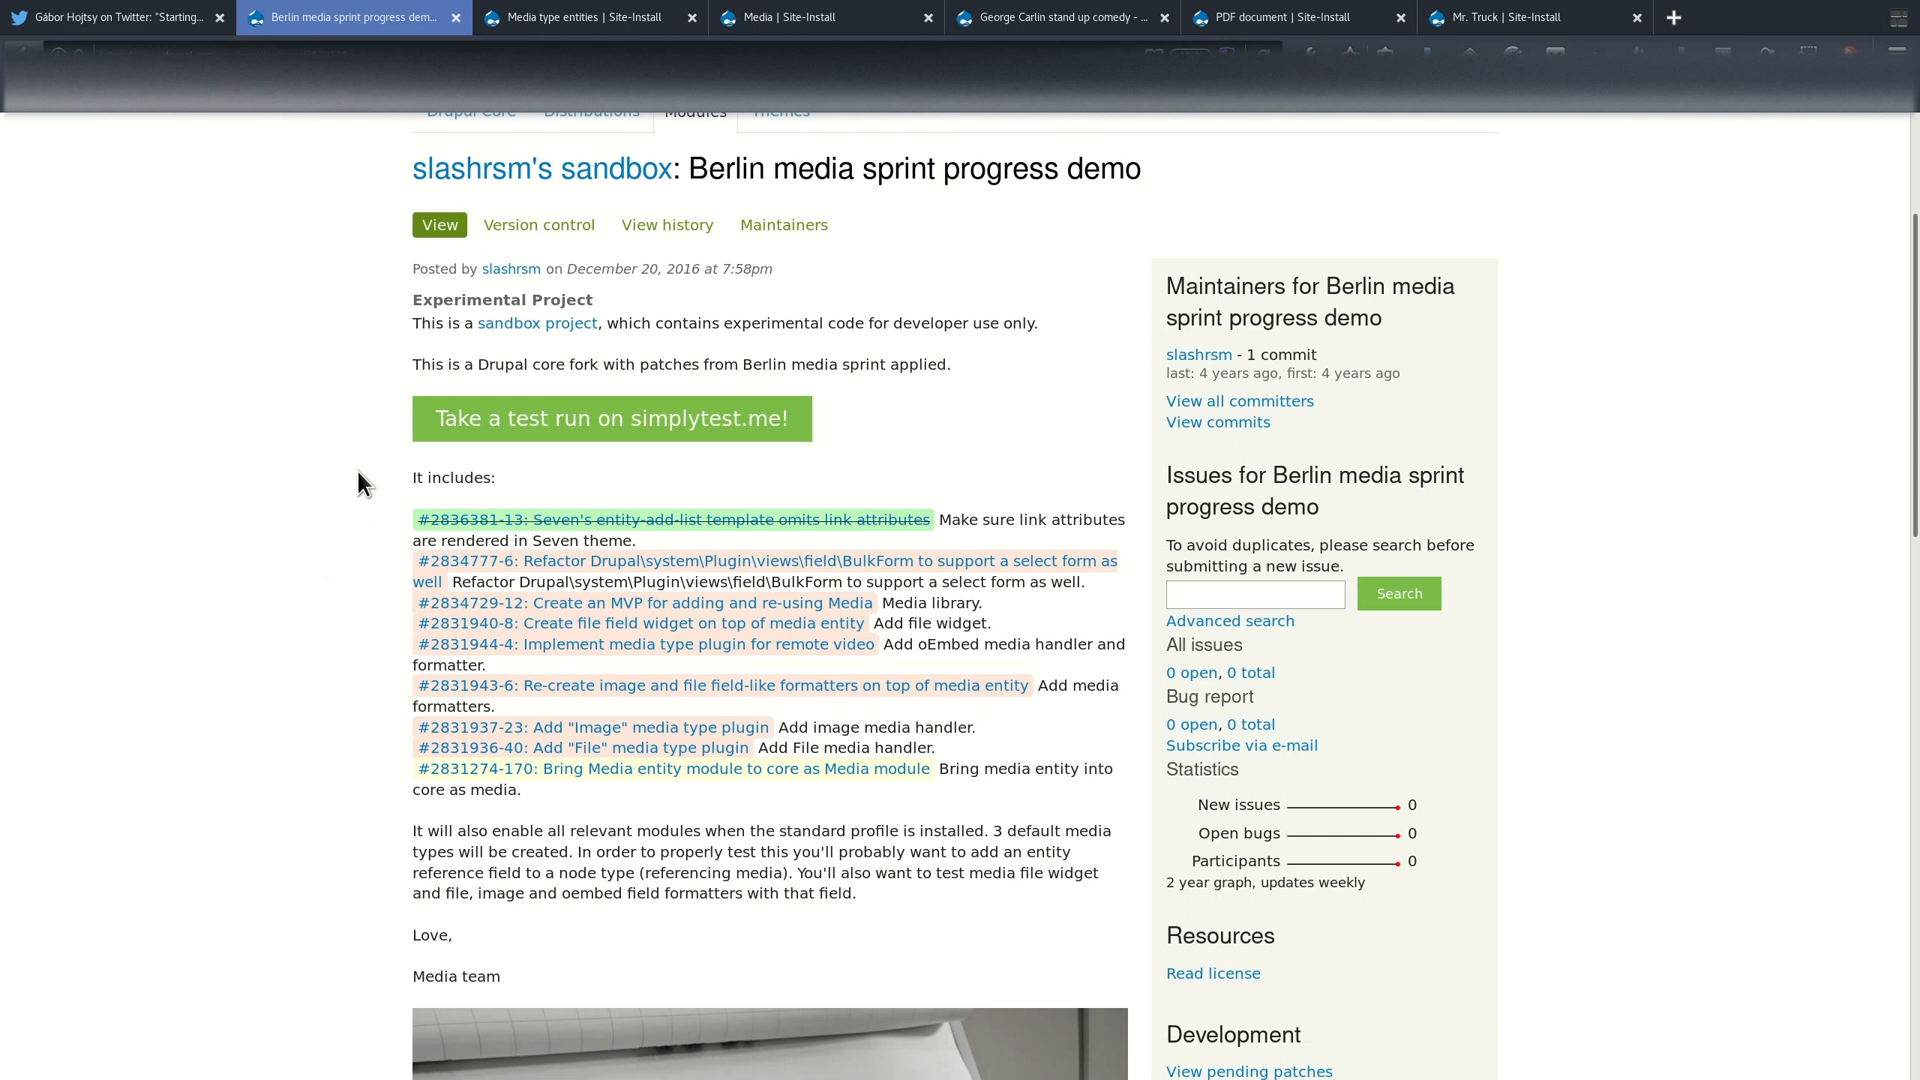 Gábor Hojtsy on Twitter: "Starting...
Berlin media sprint progress dem...
Media type entities | Site-Install
Media | Site-Install
George Carlin stand up comedy - ...
PDF document | Site-Install
Mr. Truck | Site-Install
Drupal Core
Distributions
Modules
Themes
slashrsm's sandbox: Berlin media sprint progress demo
View
Version control
View history
Maintainers
Posted by slashrsm on December 20, 2016 at 7:58pm
Experimental Project
This is a sandbox project, which contains experimental code for developer use only.
This is a Drupal core fork with patches from Berlin media sprint applied.
Take a test run on simplytest.me!
It includes:
#2836381-13: Seven's entity-add-list template omits link attributes Make sure link attributes
are rendered in Seven theme.
#2834777-6: Refactor Drupal\system\Plugin\views\field\BulkForm to support a select form as
well Refactor Drupal\system\Plugin\views\field\BulkForm to support a select form as well.
#2834729-12: Create an MVP for adding and re-using Media Media library.
#2831940-8: Create file field widget on top of media entity Add file widget.
#2831944-4: Implement media type plugin for remote video Add oEmbed media handler and
formatter.
#2831943-6: Re-create image and file field-like formatters on top of media entity Add media
formatters.
#2831937-23: Add "Image" media type plugin Add image media handler.
#2831936-40: Add "File" media type plugin Add File media handler.
#2831274-170: Bring Media entity module to core as Media module Bring media entity into
core as media.
It will also enable all relevant modules when the standard profile is installed. 3 default media
types will be created. In order to properly test this you'll probably want to add an entity
reference field to a node type (referencing media). You'll also want to test media file widget
and file, image and oembed field formatters with that field.
Love,
Media team
Maintainers for Berlin media
sprint progress demo
slashrsm - 1 commit
last: 4 years ago, first: 4 years ago
View all committers
View commits
Issues for Berlin media sprint
progress demo
To avoid duplicates, please search before
submitting a new issue.
Search
Advanced search
All issues
0 open, 0 total
Bug report
0 open, 0 total
Subscribe via e-mail
Statistics
New issues 0
Open bugs 0
Participants 0
2 year graph, updates weekly
Resources
Read license
Development
View pending patches